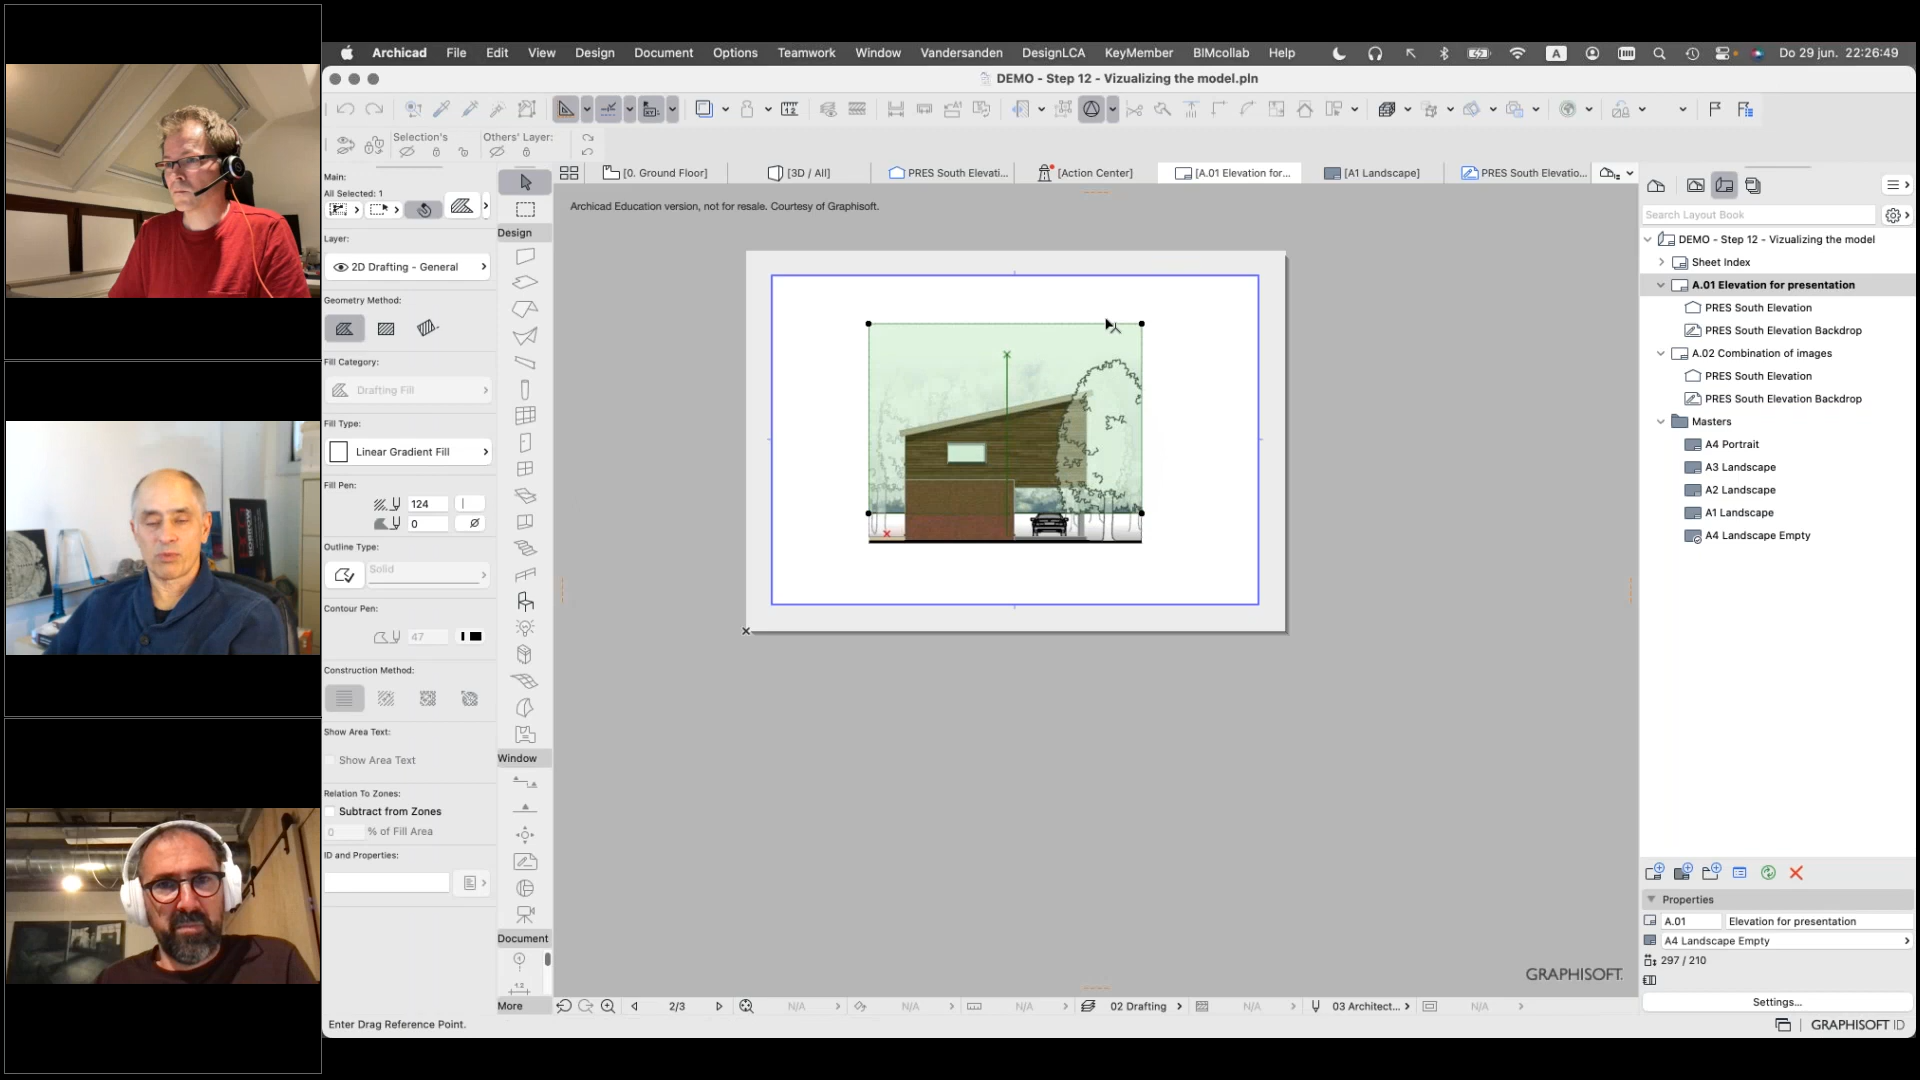 Archicad File Edit View Design Document Options Teamwork Window Vandersanden DesignLCA KeyMember BIMcollab Help A Do 29 jun. 22:26:49
DEMO - Step 12 - Vizualizing the model.pln
Selection's
Others' Layer:
[0. Ground Floor]
[3D / All]
PRES South Elevati...
[Action Center]
[A.01 Elevation for...
[A1 Landscape]
PRES South Elevatio...
Archicad Education version, not for resale. Courtesy of Graphisoft.
Main:
All Selected: 1
Layer:
2D Drafting - General
Geometry Method:
Fill Category:
Drafting Fill
Fill Type:
Linear Gradient Fill
Fill Pen:
124
0
Outline Type:
Solid
Contour Pen:
47
Construction Method:
Show Area Text:
Show Area Text
Relation To Zones:
Subtract from Zones
0 % of Fill Area
ID and Properties:
Design
Window
Document
More
Search Layout Book
DEMO - Step 12 - Vizualizing the model
Sheet Index
A.01 Elevation for presentation
PRES South Elevation
PRES South Elevation Backdrop
A.02 Combination of images
PRES South Elevation
PRES South Elevation Backdrop
Masters
A4 Portrait
A3 Landscape
A2 Landscape
A1 Landscape
A4 Landscape Empty
Properties
A.01 Elevation for presentation
A4 Landscape Empty
297 / 210
Settings...
GRAPHISOFT.
2/3 N/A N/A N/A 02 Drafting N/A 03 Architect... N/A
Enter Drag Reference Point.
GRAPHISOFT ID